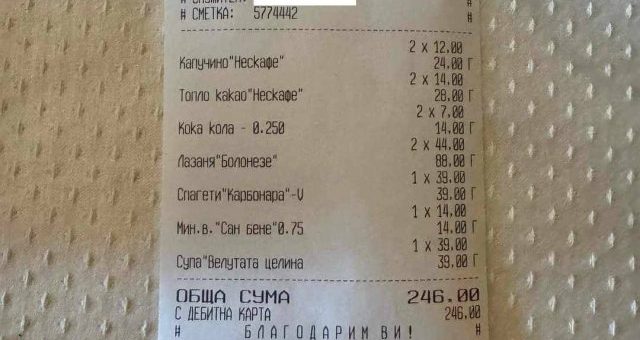 # СМЕТКА: 5774442
2 x 12.00
Капучино"Нескафе" 24.00 Г
2 x 14.00
Топло какао"Нескафе" 28.00 Г
2 x 7.00
Кока кола - 0.250 14.00 Г
2 x 44.00
Лазаня"Болонезе" 88.00 Г
1 x 39.00
Спагети"Карбонара"-V 39.00 Г
1 x 14.00
Мин.в."Сан бене"0.75 14.00 Г
1 x 39.00
Супа"Велутата целина 39.00 Г
ОБЩА СУМА 246.00
С ДЕБИТНА КАРТА 246.00
# БЛАГОДАРИМ ВИ! #